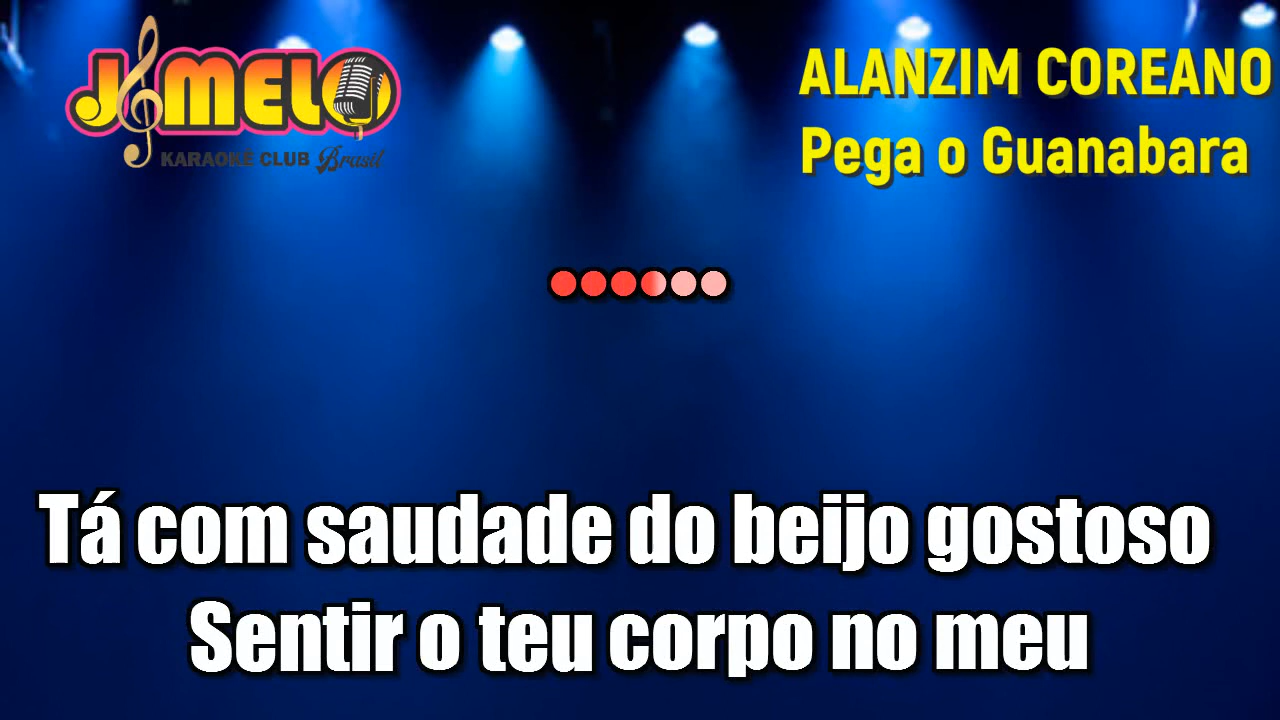 J MELO
KARAOKÊ CLUB Brasil
ALANZIM COREANO
Pega o Guanabara
Tá com saudade do beijo gostoso
Sentir o teu corpo no meu